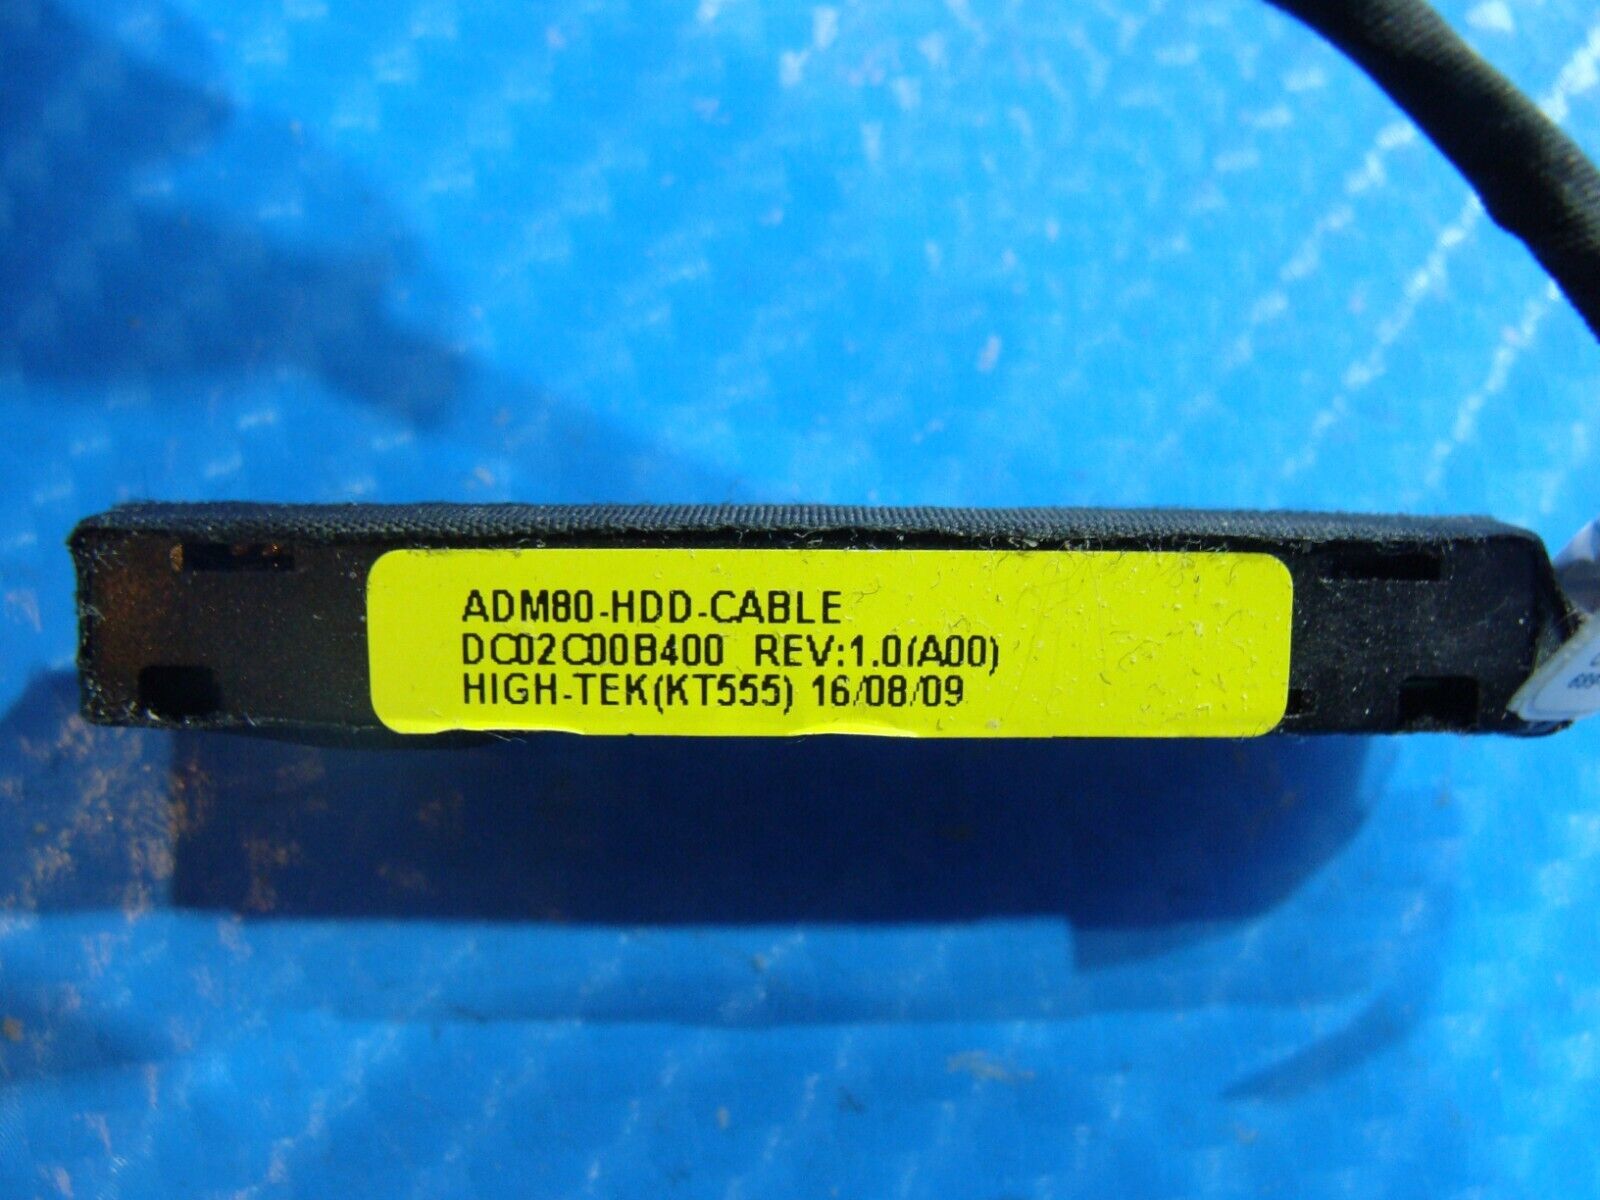 ADM80-HDD-CABLE
DC02C00B400 REV:1.0(A00)
HIGH-TEK(KT555) 16/08/09